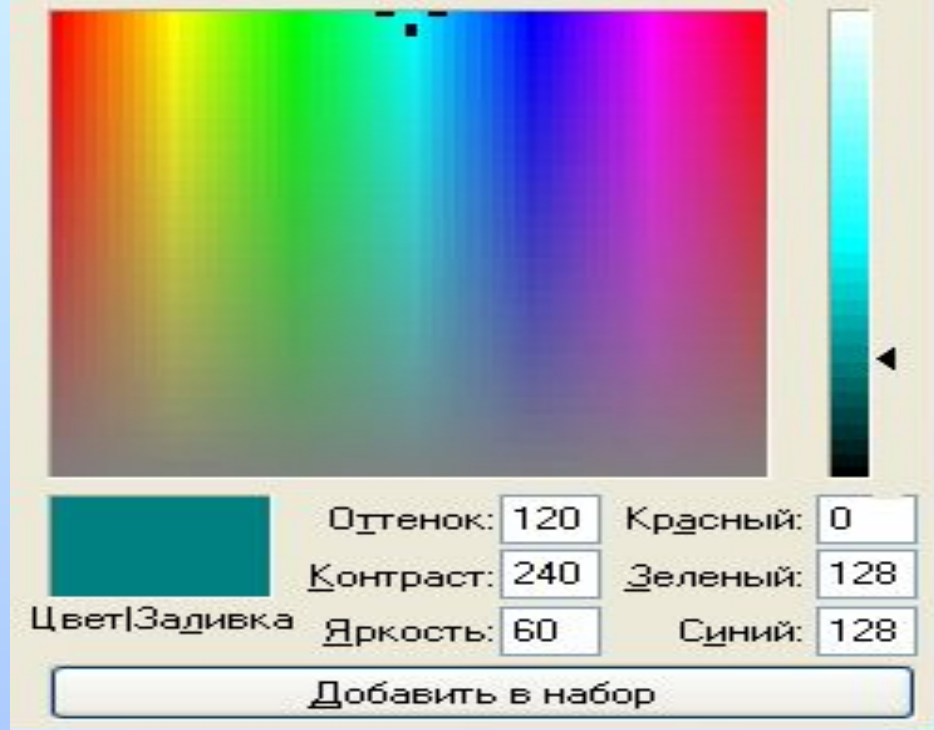 Оттенок: 120 Красный: 0
Контраст: 240 Зеленый: 128
Цвет|Заливка Яркость: 60 Синий: 128
Добавить в набор